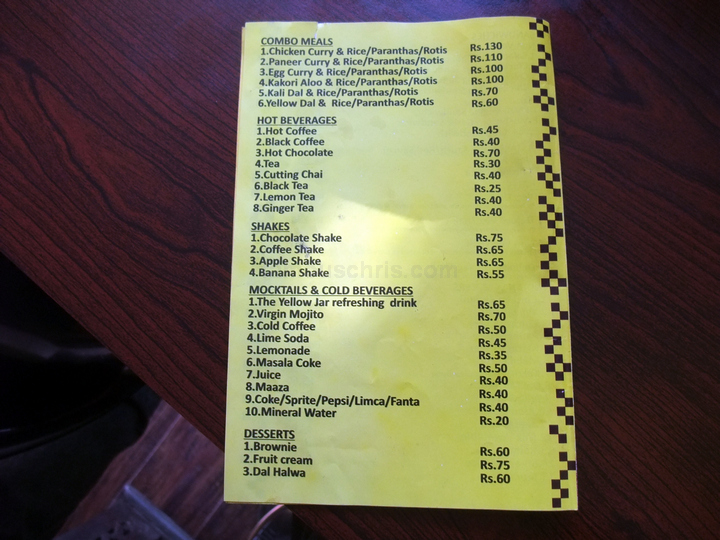 COMBO MEALS
1.Chicken Curry & Rice/Paranthas/Rotis Rs.130
2.Paneer Curry & Rice/Paranthas/Rotis Rs.110
3.Egg Curry & Rice/Paranthas/Rotis Rs.100
4.Kakori Aloo & Rice/Paranthas/Rotis Rs.100
5.Kali Dal & Rice/Paranthas/Rotis Rs.70
6.Yellow Dal & Rice/Paranthas/Rotis Rs.60
HOT BEVERAGES
1.Hot Coffee Rs.45
2.Black Coffee Rs.40
3.Hot Chocolate Rs.70
4.Tea Rs.30
5.Cutting Chai Rs.40
6.Black Tea Rs.25
7.Lemon Tea Rs.40
8.Ginger Tea Rs.40
SHAKES
1.Chocolate Shake Rs.75
2.Coffee Shake Rs.65
3.Apple Shake Rs.65
4.Banana Shake Rs.55
MOCKTAILS & COLD BEVERAGES
1.The Yellow Jar refreshing drink Rs.65
2.Virgin Mojito Rs.70
3.Cold Coffee Rs.50
4.Lime Soda Rs.45
5.Lemonade Rs.35
6.Masala Coke Rs.50
7.Juice Rs.40
8.Maaza Rs.40
9.Coke/Sprite/Pepsi/Limca/Fanta Rs.40
10.Mineral Water Rs.20
DESSERTS
1.Brownie Rs.60
2.Fruit cream Rs.75
3.Dal Halwa Rs.60